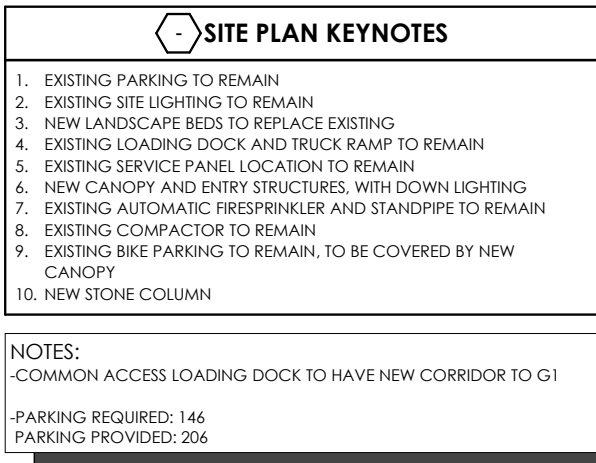 - SITE PLAN KEYNOTES
1. EXISTING PARKING TO REMAIN
2. EXISTING SITE LIGHTING TO REMAIN
3. NEW LANDSCAPE BEDS TO REPLACE EXISTING
4. EXISTING LOADING DOCK AND TRUCK RAMP TO REMAIN
5. EXISTING SERVICE PANEL LOCATION TO REMAIN
6. NEW CANOPY AND ENTRY STRUCTURES, WITH DOWN LIGHTING
7. EXISTING AUTOMATIC FIRESPRINKLER AND STANDPIPE TO REMAIN
8. EXISTING COMPACTOR TO REMAIN
9. EXISTING BIKE PARKING TO REMAIN, TO BE COVERED BY NEW
CANOPY
10. NEW STONE COLUMN
NOTES:
-COMMON ACCESS LOADING DOCK TO HAVE NEW CORRIDOR TO G1
-PARKING REQUIRED: 146
PARKING PROVIDED: 206